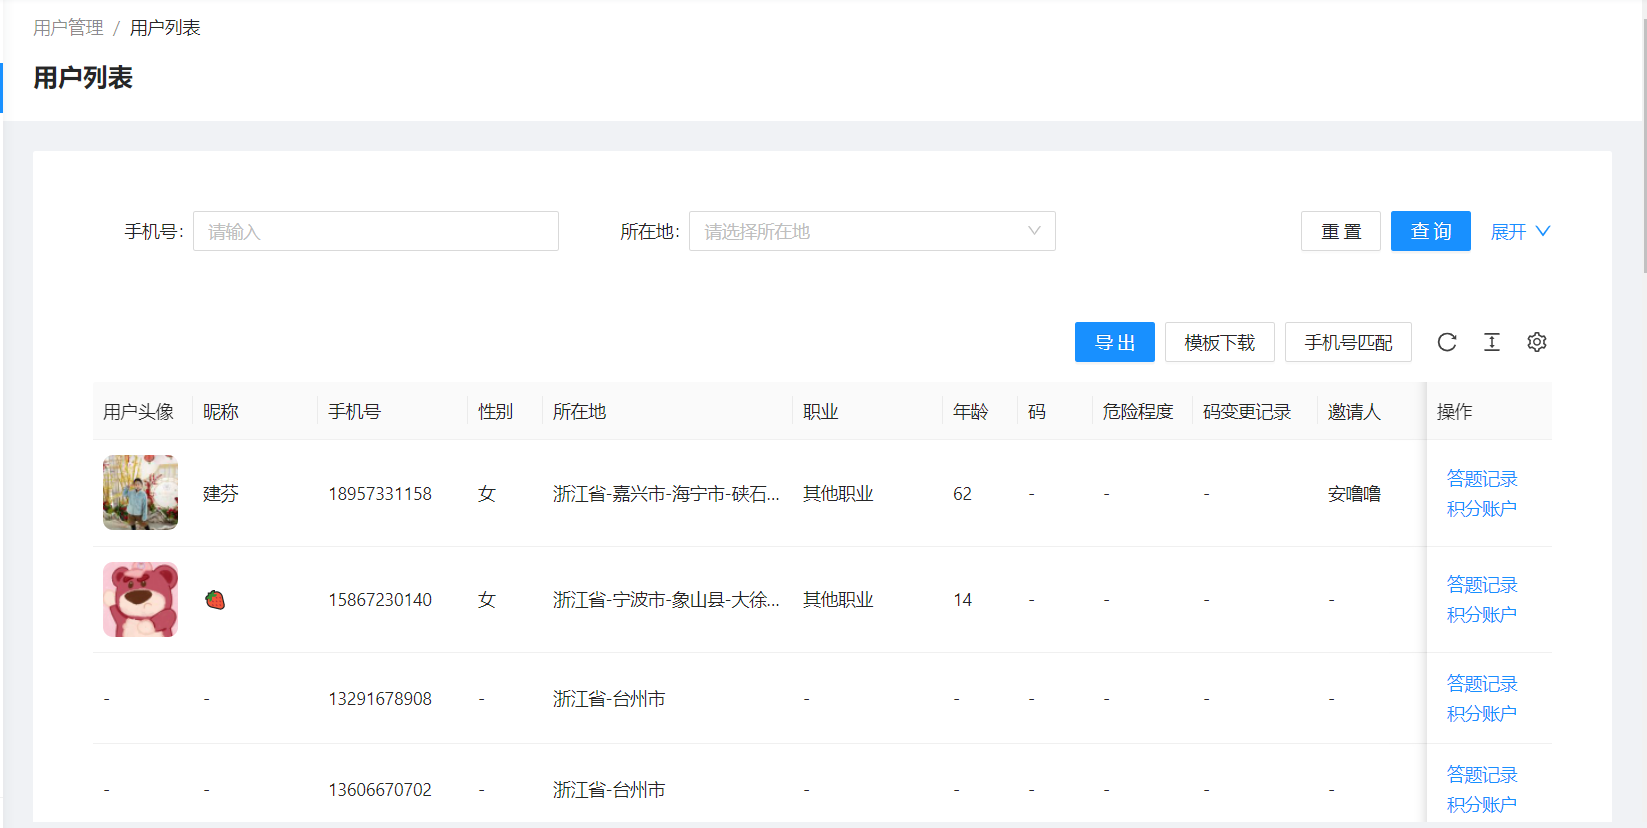 用户管理 / 用户列表
用户列表
手机号: 请输入 所在地: 请选择所在地 重 置 查 询 展开
导 出 模板下载 手机号匹配
用户头像 昵称 手机号 性别 所在地 职业 年龄 码 危险程度 码变更记录 邀请人 操作
建芬 18957331158 女 浙江省-嘉兴市-海宁市-硖石... 其他职业 62 - - - 安噜噜 答题记录
积分账户
🍓 15867230140 女 浙江省-宁波市-象山县-大徐... 其他职业 14 - - - - 答题记录
积分账户
- - 13291678908 - 浙江省-台州市 - - - - - - 答题记录
积分账户
- - 13606670702 - 浙江省-台州市 - - - - - - 答题记录
积分账户